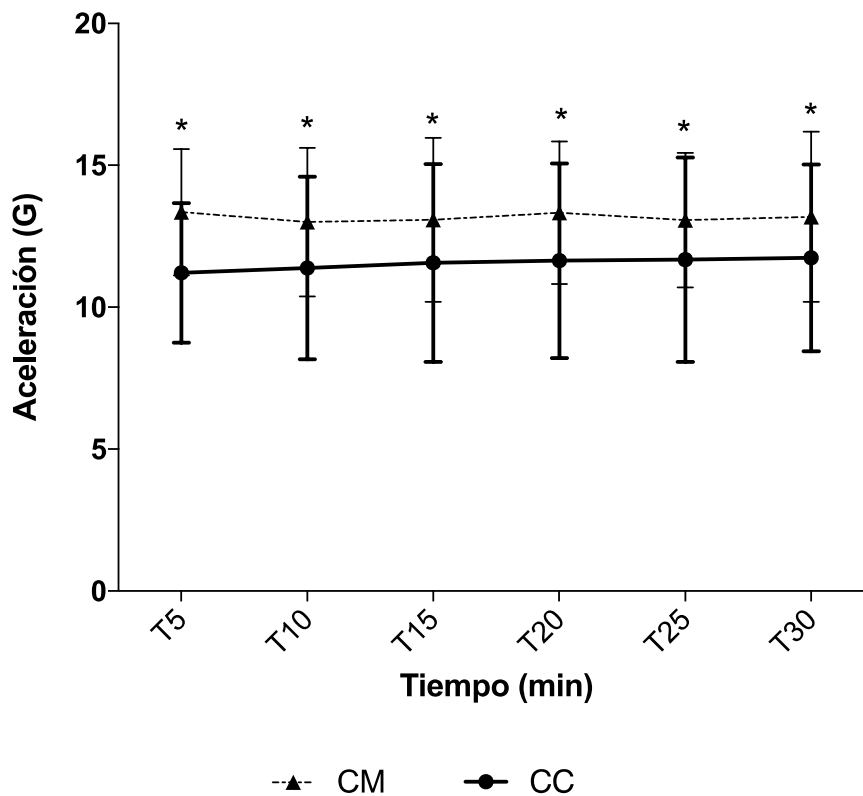 20
* * * * * *
15
10
5
0
Aceleración (G)
T5 T10 T15 T20 T25 T30
Tiempo (min)
CM CC